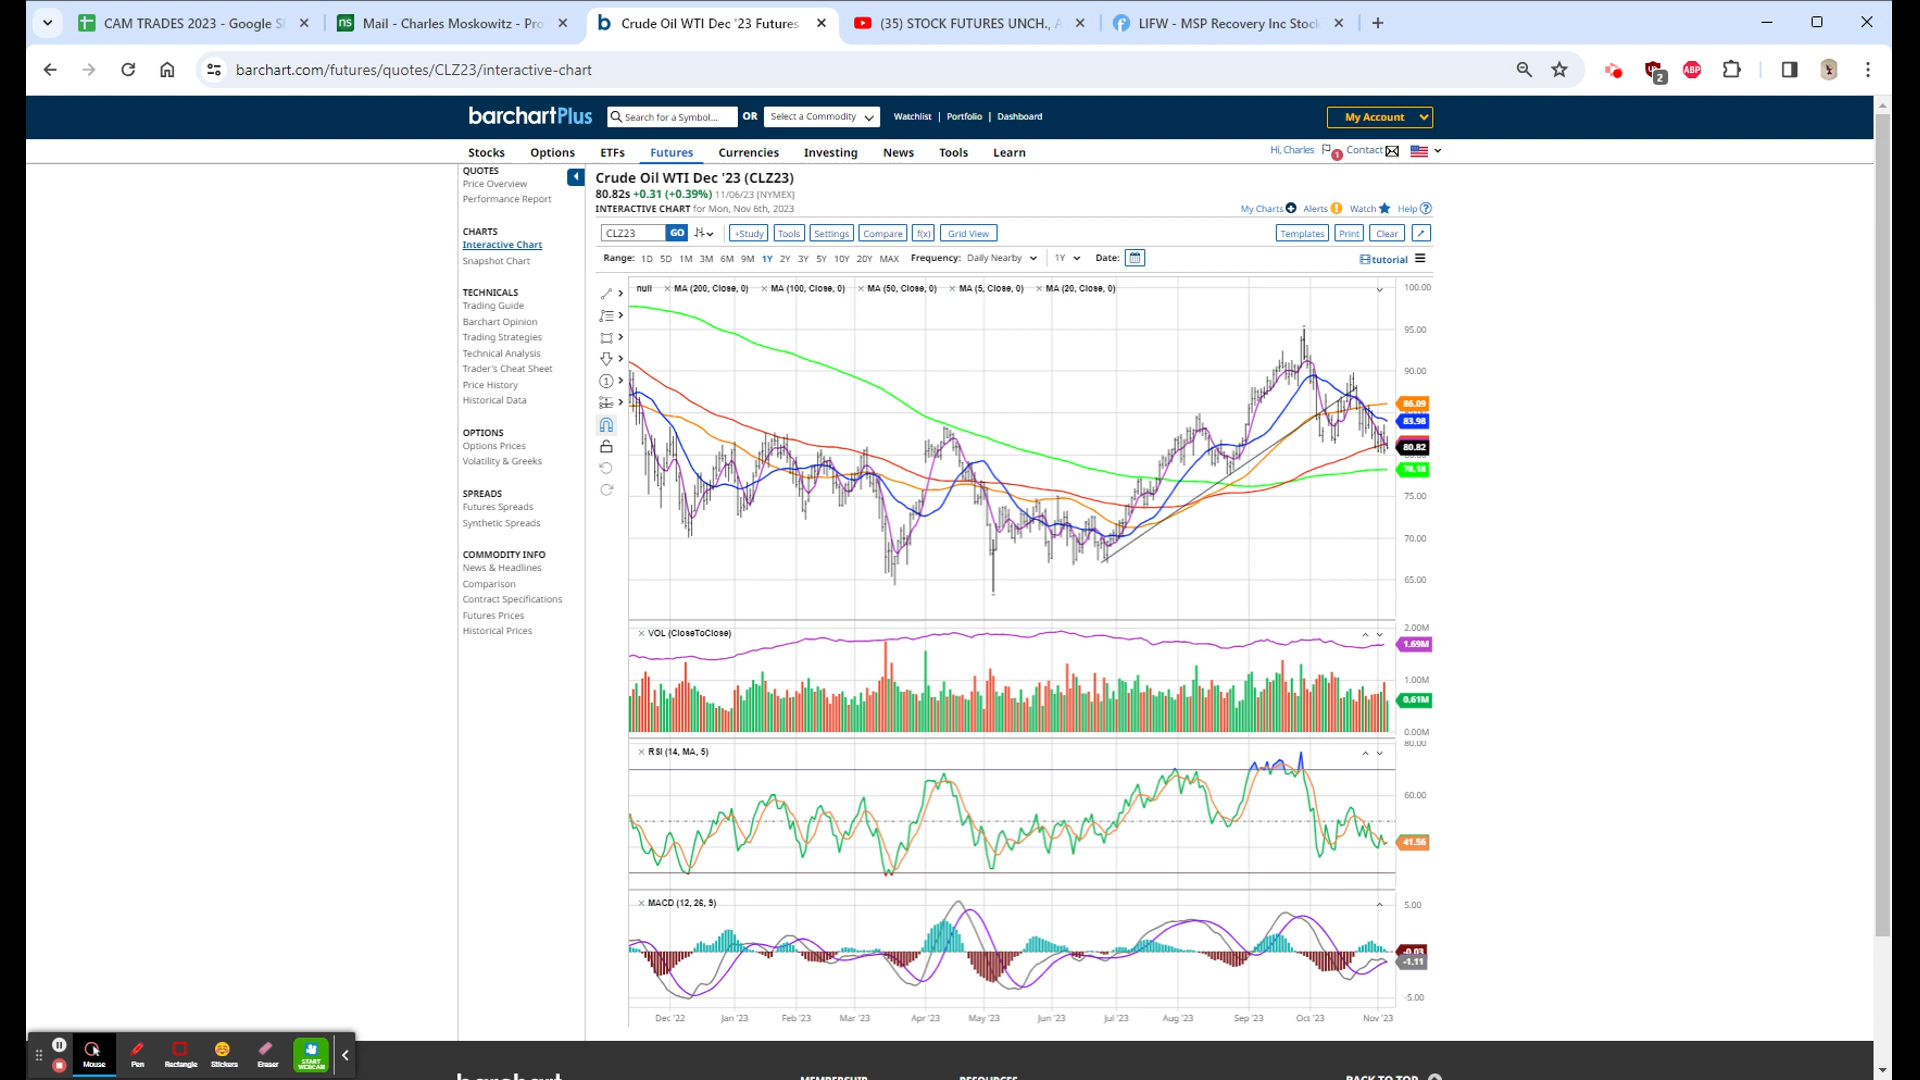 CAM TRADES 2023 - Google S
Mail - Charles Moskowitz - Pro
Crude Oil WTI Dec '23 Futures
(35) STOCK FUTURES UNCH., A
LIFW - MSP Recovery Inc Stock
barchart.com/futures/quotes/CLZ23/interactive-chart
2
ABP
barchartPlus
Search for a Symbol...
OR
Select a Commodity
Watchlist | Portfolio | Dashboard
My Account
Stocks Options ETFs Futures Currencies Investing News Tools Learn
Hi, Charles 1 Contact
QUOTES
Price Overview
Performance Report
CHARTS
Interactive Chart
Snapshot Chart
TECHNICALS
Trading Guide
Barchart Opinion
Trading Strategies
Technical Analysis
Trader's Cheat Sheet
Price History
Historical Data
OPTIONS
Options Prices
Volatility & Greeks
SPREADS
Futures Spreads
Synthetic Spreads
COMMODITY INFO
News & Headlines
Comparison
Contract Specifications
Futures Prices
Historical Prices
Crude Oil WTI Dec '23 (CLZ23)
80.82s +0.31 (+0.39%) 11/06/23 [NYMEX]
INTERACTIVE CHART for Mon, Nov 6th, 2023
My Charts Alerts Watch Help
CLZ23 GO +Study Tools Settings Compare f(x) Grid View Templates Print Clear
Range: 1D 5D 1M 3M 6M 9M 1Y 2Y 3Y 5Y 10Y 20Y MAX Frequency: Daily Nearby 1Y Date: tutorial
null × MA (200, Close, 0) × MA (100, Close, 0) × MA (50, Close, 0) × MA (5, Close, 0) × MA (20, Close, 0)
100.00
95.00
90.00
86.09
83.98
80.82
78.18
75.00
70.00
65.00
× VOL (CloseToClose)
2.00M
1.69M
1.00M
0.61M
0.00M
× RSI (14, MA, 5)
80.00
60.00
41.56
× MACD (12, 26, 9)
5.00
-0.03
-1.11
-5.00
Dec '22 Jan '23 Feb '23 Mar '23 Apr '23 May '23 Jun '23 Jul '23 Aug '23 Sep '23 Oct '23 Nov '23
Mouse Pen Rectangle Stickers Eraser START WEBCAM
barchart MEMBERSHIP RESOURCES BACK TO TOP